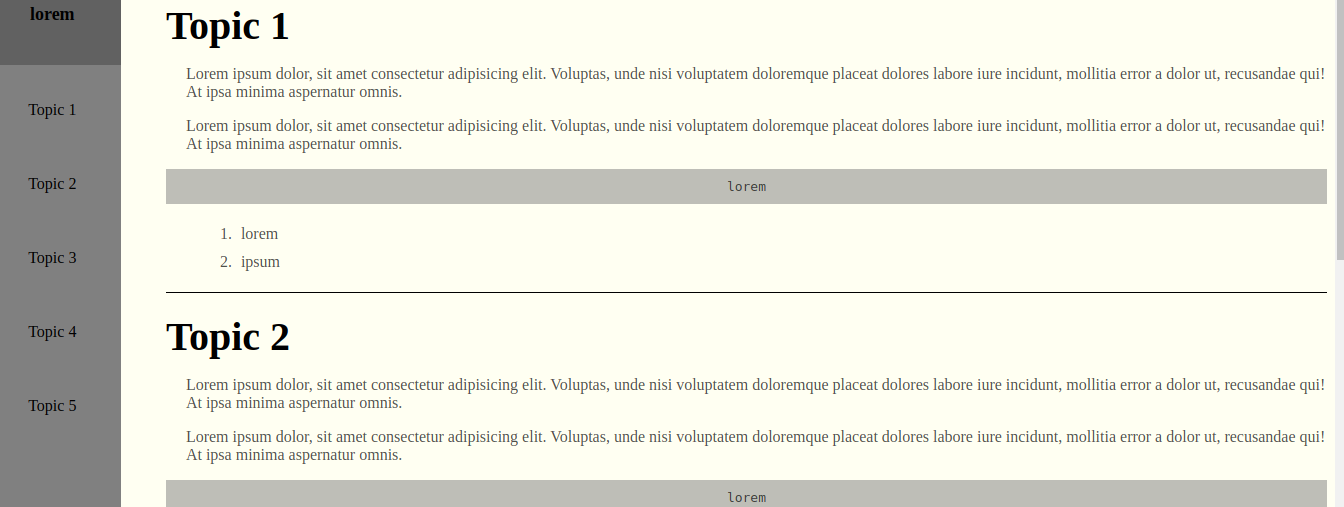 lorem
Topic 1
Topic 2
Topic 3
Topic 4
Topic 5
Topic 1
Lorem ipsum dolor, sit amet consectetur adipisicing elit. Voluptas, unde nisi voluptatem doloremque placeat dolores labore iure incidunt, mollitia error a dolor ut, recusandae qui!
At ipsa minima aspernatur omnis.
Lorem ipsum dolor, sit amet consectetur adipisicing elit. Voluptas, unde nisi voluptatem doloremque placeat dolores labore iure incidunt, mollitia error a dolor ut, recusandae qui!
At ipsa minima aspernatur omnis.
lorem
1. lorem
2. ipsum
Topic 2
Lorem ipsum dolor, sit amet consectetur adipisicing elit. Voluptas, unde nisi voluptatem doloremque placeat dolores labore iure incidunt, mollitia error a dolor ut, recusandae qui!
At ipsa minima aspernatur omnis.
Lorem ipsum dolor, sit amet consectetur adipisicing elit. Voluptas, unde nisi voluptatem doloremque placeat dolores labore iure incidunt, mollitia error a dolor ut, recusandae qui!
At ipsa minima aspernatur omnis.
lorem